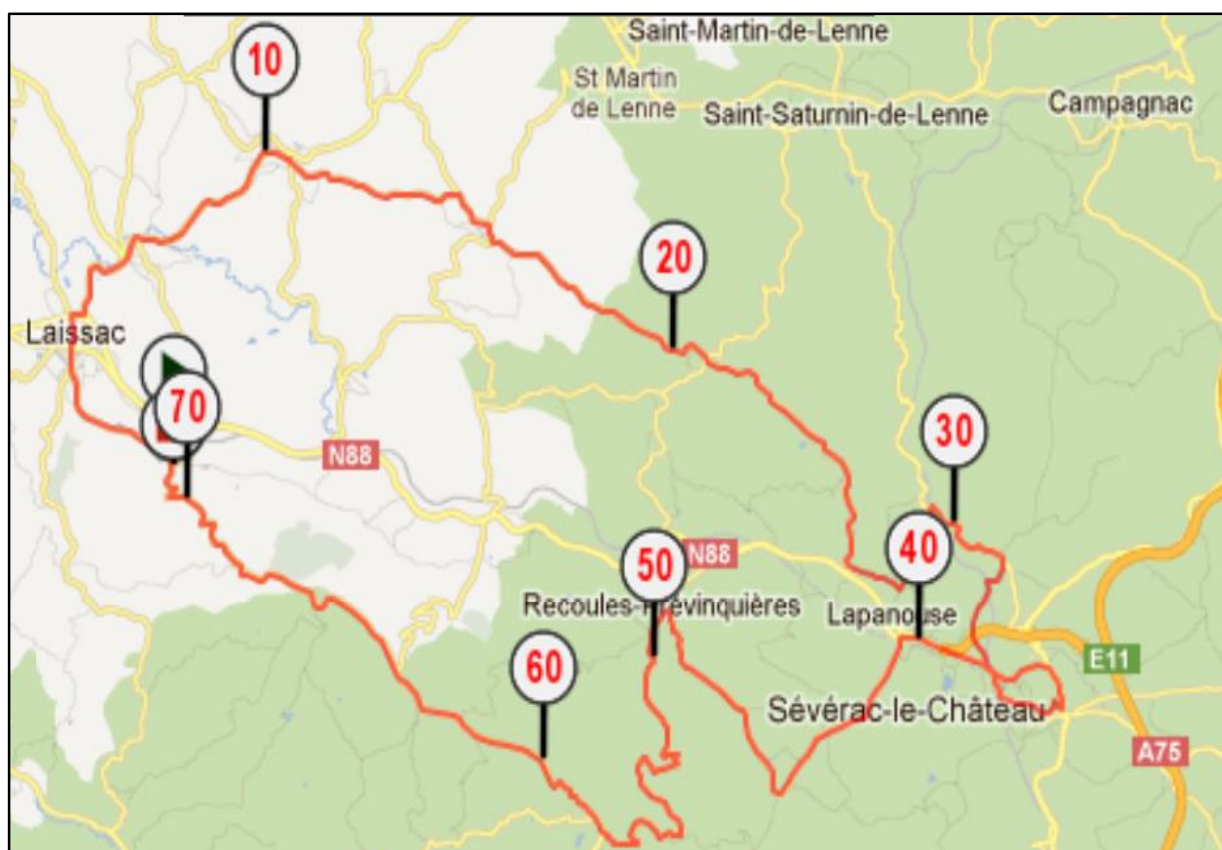 Saint-Martin-de-Lenne
10
St Martin
de Lenne
Saint-Saturnin-de-Lenne
Campagnac
20
Laissac
70
30
N88
40
N88
50
Recoules-Prévinquières
Lapanouse
60
E11
Sévérac-le-Château
A75